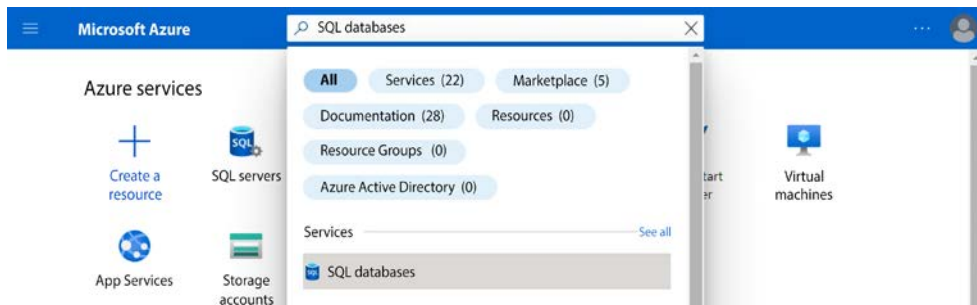 Microsoft Azure
SQL databases
...
Azure services
All
Services (22)
Marketplace (5)
Documentation (28)
Resources (0)
Resource Groups (0)
Azure Active Directory (0)
Create a
resource
SQL
SQL servers
Virtual
machines
Services
See all
SQL databases
App Services
Storage
accounts